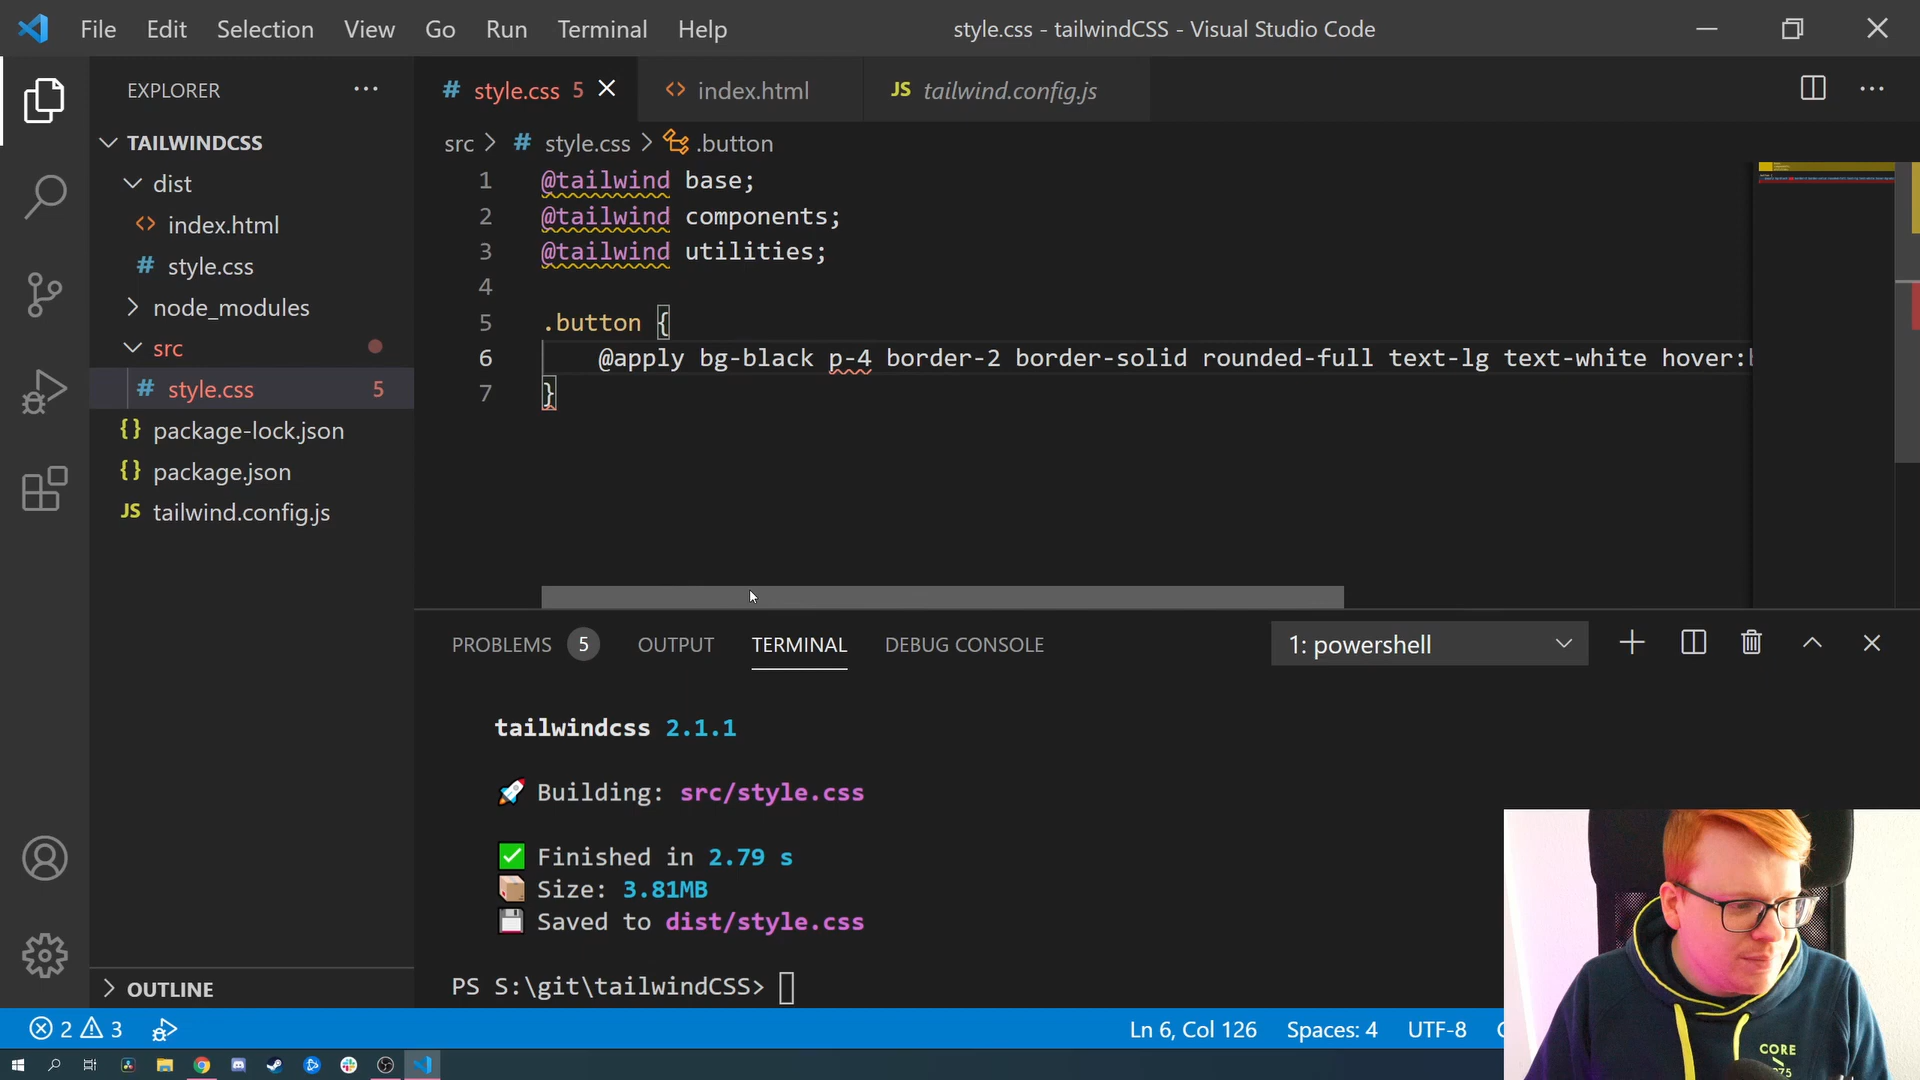 File Edit Selection View Go Run Terminal Help
style.css - tailwindCSS - Visual Studio Code
EXPLORER
TAILWINDCSS
dist
index.html
style.css
node_modules
src
style.css 5
package-lock.json
package.json
JS tailwind.config.js
OUTLINE
# style.css 5
index.html
JS tailwind.config.js
src > # style.css > .button
1 @tailwind base;
2 @tailwind components;
3 @tailwind utilities;
4
5 .button {
6 @apply bg-black p-4 border-2 border-solid rounded-full text-lg text-white hover:b
7 }
PROBLEMS 5 OUTPUT TERMINAL DEBUG CONSOLE
1: powershell
tailwindcss 2.1.1
Building: src/style.css
Finished in 2.79 s
Size: 3.81MB
Saved to dist/style.css
PS S:\git\tailwindCSS>
2 3
Ln 6, Col 126 Spaces: 4 UTF-8
CORE